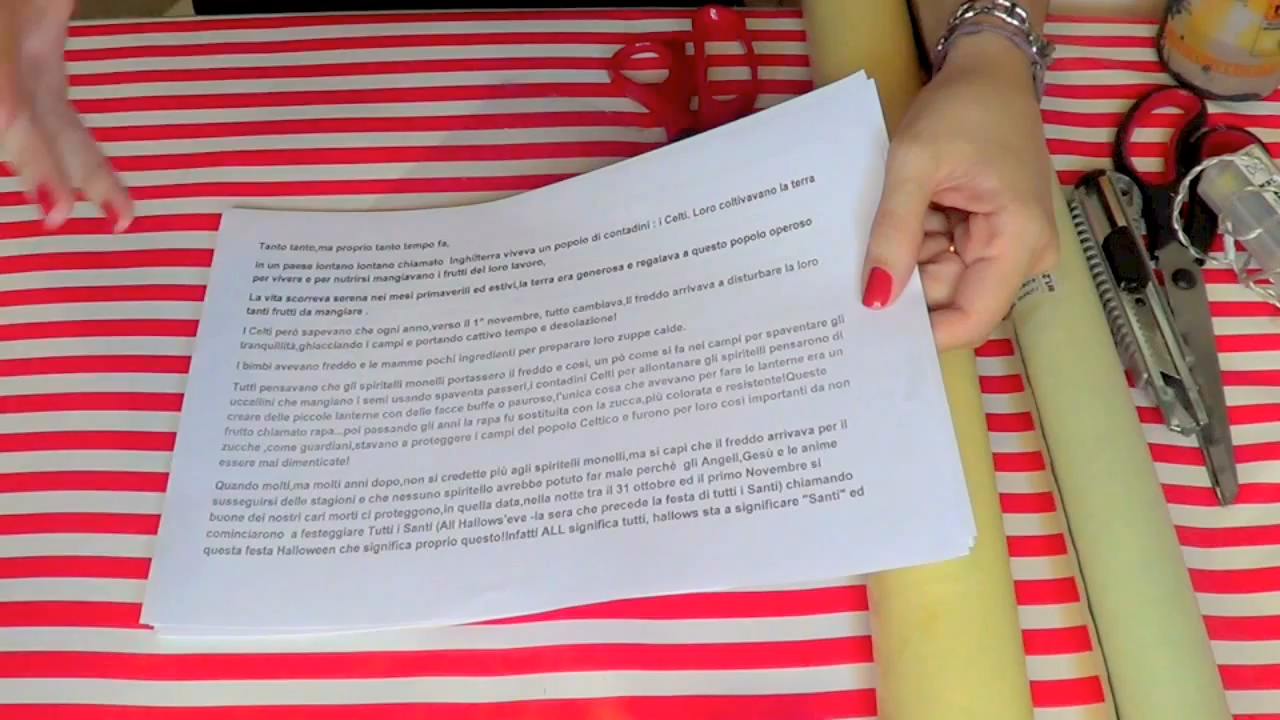 Tanto tanto,ma proprio tanto tempo fa,
in un paese lontano lontano chiamato Inghilterra viveva un popolo di contadini : i Celti. Loro coltivavano la terra
per vivere e per nutrirsi mangiavano i frutti del loro lavoro,
La vita scorreva serena nei mesi primaverili ed estivi,la terra era generosa e regalava a questo popolo operoso
tanti frutti da mangiare .
I Celti però sapevano che ogni anno,verso il 1° novembre, tutto cambiava,il freddo arrivava a disturbare la loro
tranquillità,ghiacciando i campi e portando cattivo tempo e desolazione!
I bimbi avevano freddo e le mamme pochi ingredienti per preparare loro zuppe calde.
Tutti pensavano che gli spiritelli monelli portassero il freddo e così, un pò come si fa nei campi per spaventare gli
uccellini che mangiano i semi usando spaventa passeri,i contadini Celti per allontanare gli spiritelli pensarono di
creare delle piccole lanterne con delle facce buffe o paurose,l'unica cosa che avevano per fare le lanterne era un
frutto chiamato rapa...poi passando gli anni la rapa fu sostituita con la zucca,più colorata e resistente!Queste
zucche ,come guardiani,stavano a proteggere i campi del popolo Celtico e furono per loro così importanti da non
essere mai dimenticate!
Quando molti,ma molti anni dopo,non si credette più agli spiritelli monelli,ma si capì che il freddo arrivava per il
susseguirsi delle stagioni e che nessuno spiritello avrebbe potuto far male perchè gli Angeli,Gesù e le anime
buone dei nostri cari morti ci proteggono,in quella data,nella notte tra il 31 ottobre ed il primo Novembre si
cominciarono a festeggiare Tutti i Santi (All Hallows'eve -la sera che precede la festa di tutti i Santi) chiamando
questa festa Halloween che significa proprio questo!Infatti ALL significa tutti, hallows sta a significare "Santi" ed